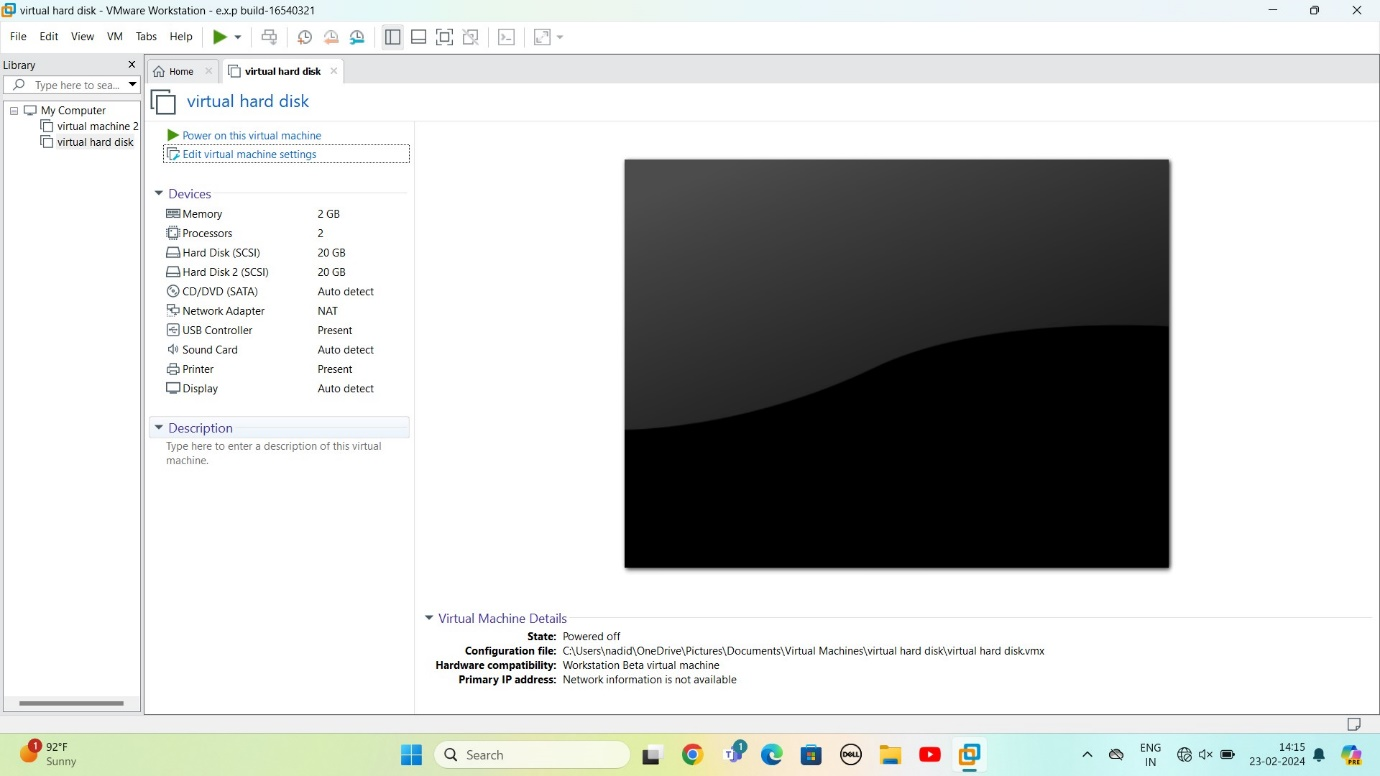 virtual hard disk - VMware Workstation - e.x.p build-16540321
File Edit View VM Tabs Help
Library
Type here to sea...
My Computer
virtual machine 2
virtual hard disk
Home
virtual hard disk
virtual hard disk
Power on this virtual machine
Edit virtual machine settings
Devices
Memory 2 GB
Processors 2
Hard Disk (SCSI) 20 GB
Hard Disk 2 (SCSI) 20 GB
CD/DVD (SATA) Auto detect
Network Adapter NAT
USB Controller Present
Sound Card Auto detect
Printer Present
Display Auto detect
Description
Type here to enter a description of this virtual
machine.
Virtual Machine Details
State: Powered off
Configuration file: C:\Users\nadid\OneDrive\Pictures\Documents\Virtual Machines\virtual hard disk\virtual hard disk.vmx
Hardware compatibility: Workstation Beta virtual machine
Primary IP address: Network information is not available
1
92°F
Sunny
Search
1
DELL
ENG
IN
14:15
23-02-2024
PRE